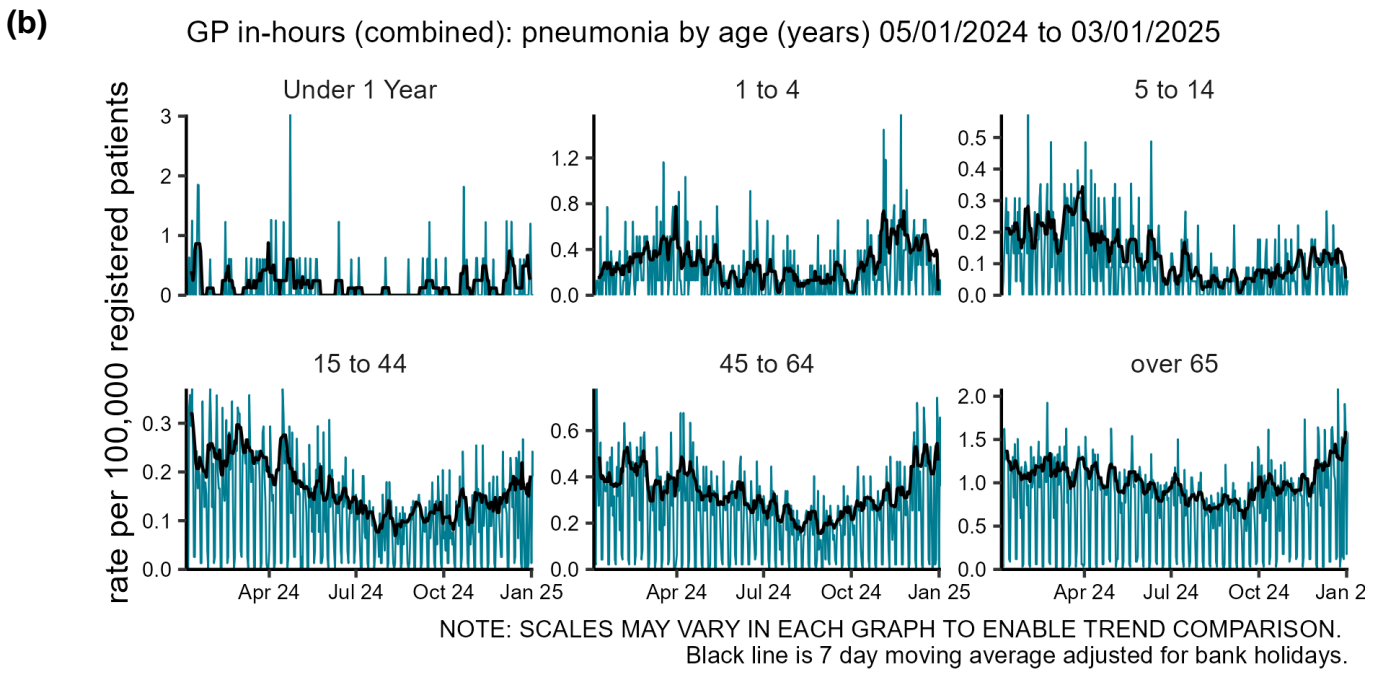 (b)
GP in-hours (combined): pneumonia by age (years) 05/01/2024 to 03/01/2025
rate per 100,000 registered patients
Under 1 Year
3
2
1
0
1 to 4
1.2
0.8
0.4
0.0
5 to 14
0.5
0.4
0.3
0.2
0.1
0.0
15 to 44
0.3
0.2
0.1
0.0
Apr 24 Jul 24 Oct 24 Jan 25
45 to 64
0.6
0.4
0.2
0.0
Apr 24 Jul 24 Oct 24 Jan 25
over 65
2.0
1.5
1.0
0.5
0.0
Apr 24 Jul 24 Oct 24 Jan 2
NOTE: SCALES MAY VARY IN EACH GRAPH TO ENABLE TREND COMPARISON.
Black line is 7 day moving average adjusted for bank holidays.